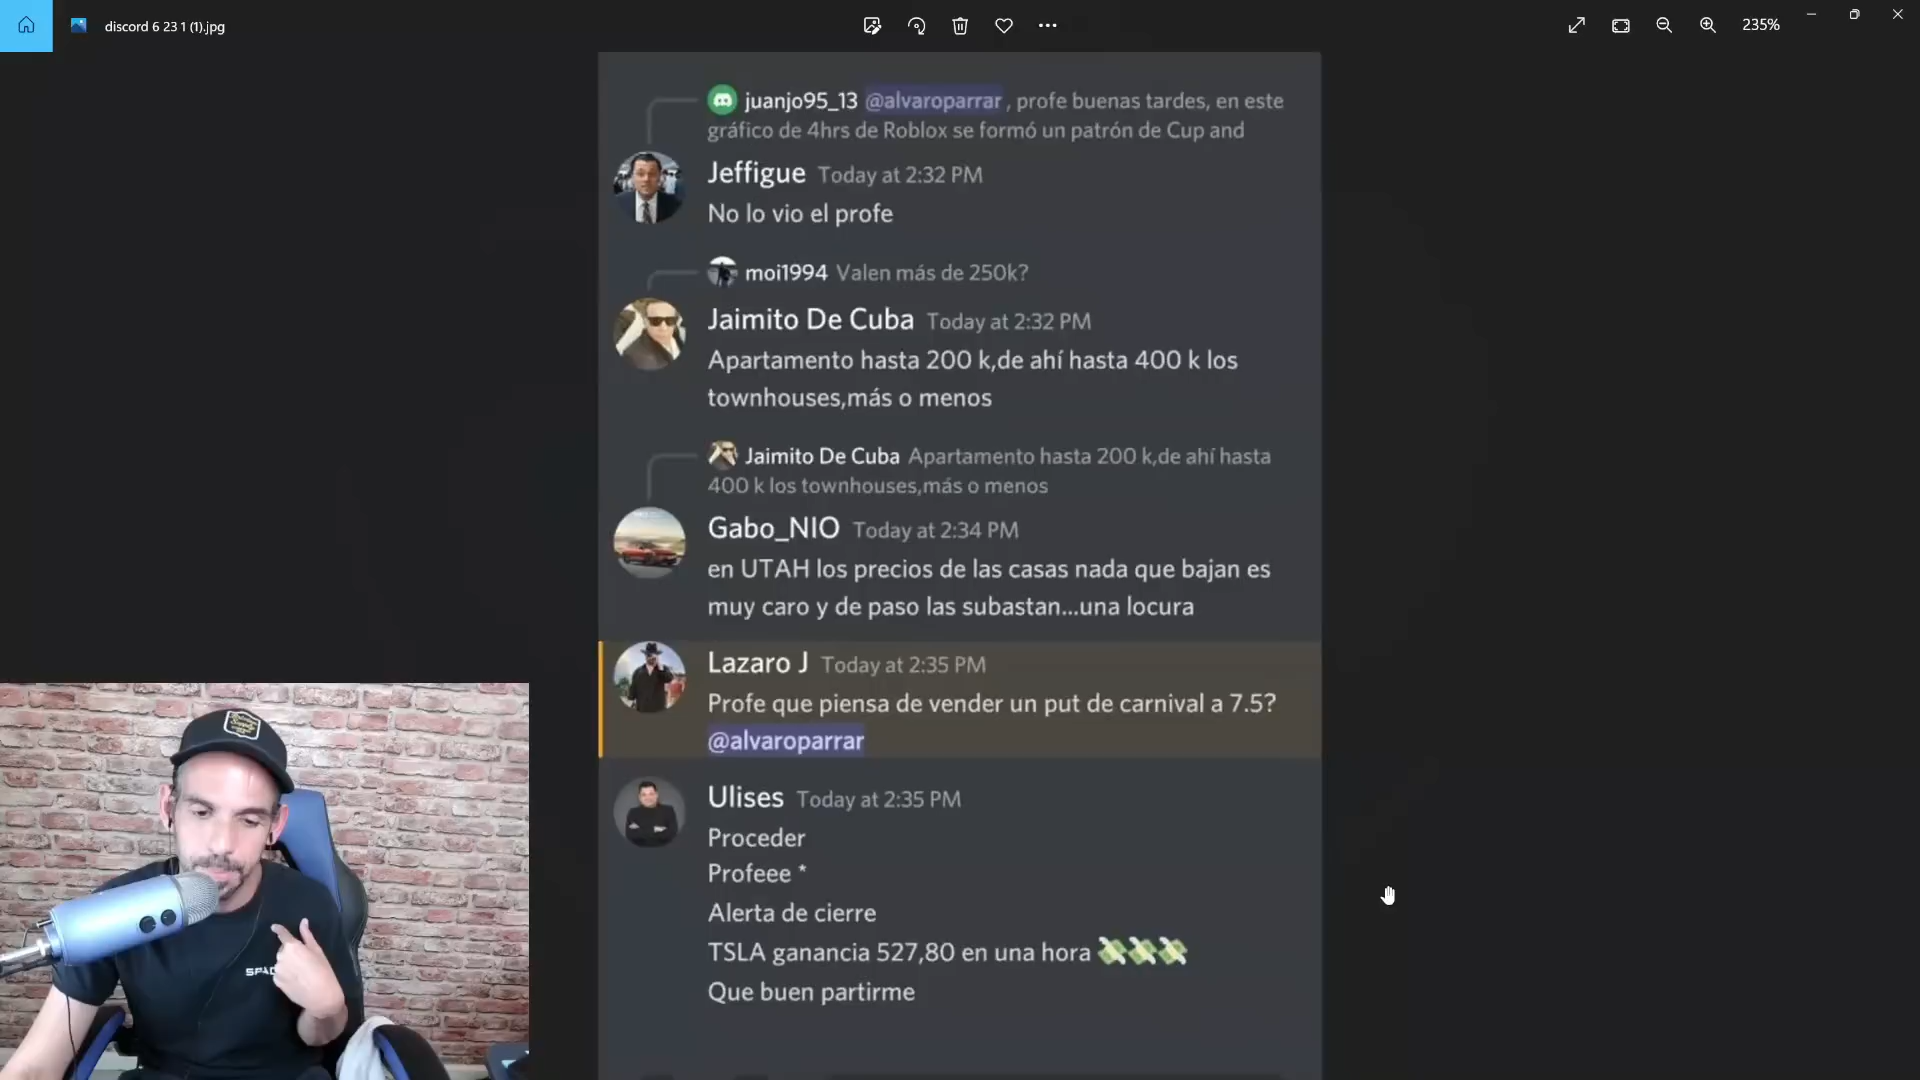 discord 6 23 1 (1).jpg
235%
juanjo95_13 @alvaroparrar , profe buenas tardes, en este
gráfico de 4hrs de Roblox se formó un patrón de Cup and
Jeffigue Today at 2:32 PM
No lo vio el profe
moi1994 Valen más de 250k?
Jaimito De Cuba Today at 2:32 PM
Apartamento hasta 200 k,de ahí hasta 400 k los
townhouses,más o menos
Jaimito De Cuba Apartamento hasta 200 k,de ahí hasta
400 k los townhouses,más o menos
Gabo_NIO Today at 2:34 PM
en UTAH los precios de las casas nada que bajan es
muy caro y de paso las subastan...una locura
Lazaro J Today at 2:35 PM
Profe que piensa de vender un put de carnival a 7.5?
@alvaroparrar
Ulises Today at 2:35 PM
Proceder
Profeee *
Alerta de cierre
TSLA ganancia 527,80 en una hora 💸💸💸
Que buen partirme